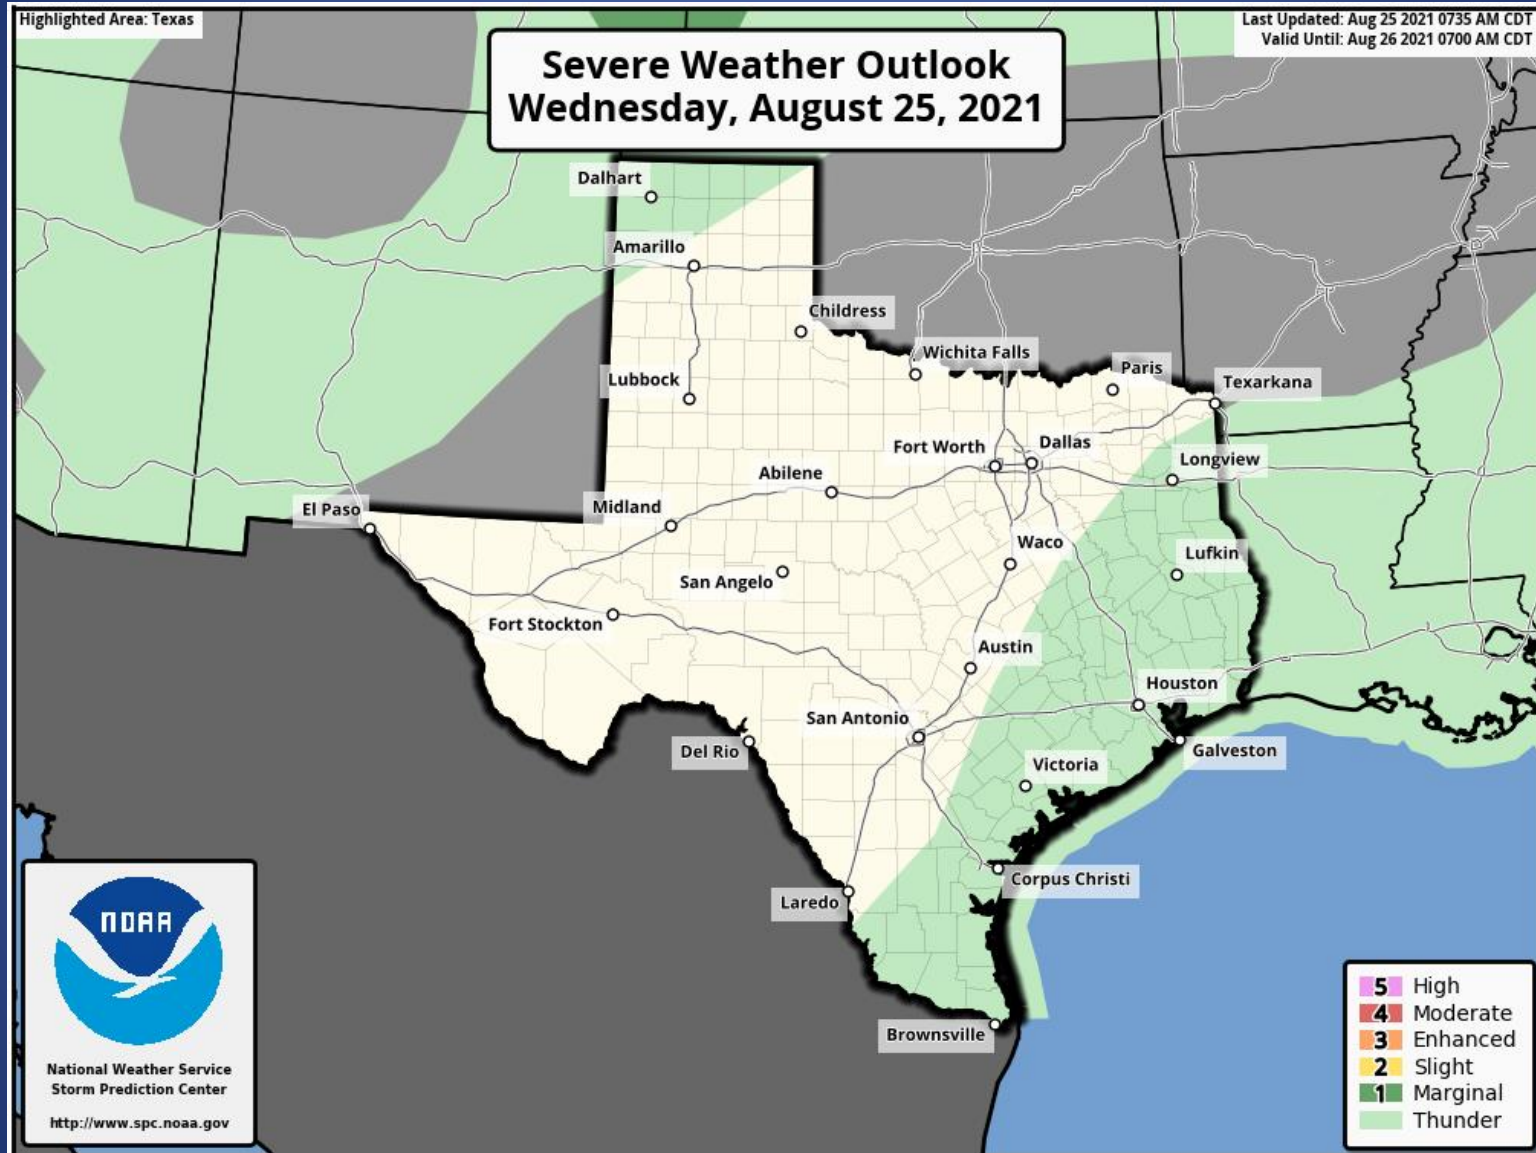 Highlighted Area: Texas
Last Updated: Aug 25 2021 0735 AM CDT
Valid Until: Aug 26 2021 0700 AM CDT
Severe Weather Outlook
Wednesday, August 25, 2021
Dalhart
Amarillo
Childress
Wichita Falls
Paris
Texarkana
Lubbock
Fort Worth
Dallas
Longview
Abilene
El Paso
Midland
Waco
Lufkin
San Angelo
Fort Stockton
Austin
Houston
San Antonio
Del Rio
Galveston
Victoria
Corpus Christi
Laredo
Brownsville
NOAA
National Weather Service
Storm Prediction Center
http://www.spc.noaa.gov
5 High
4 Moderate
3 Enhanced
2 Slight
1 Marginal
Thunder